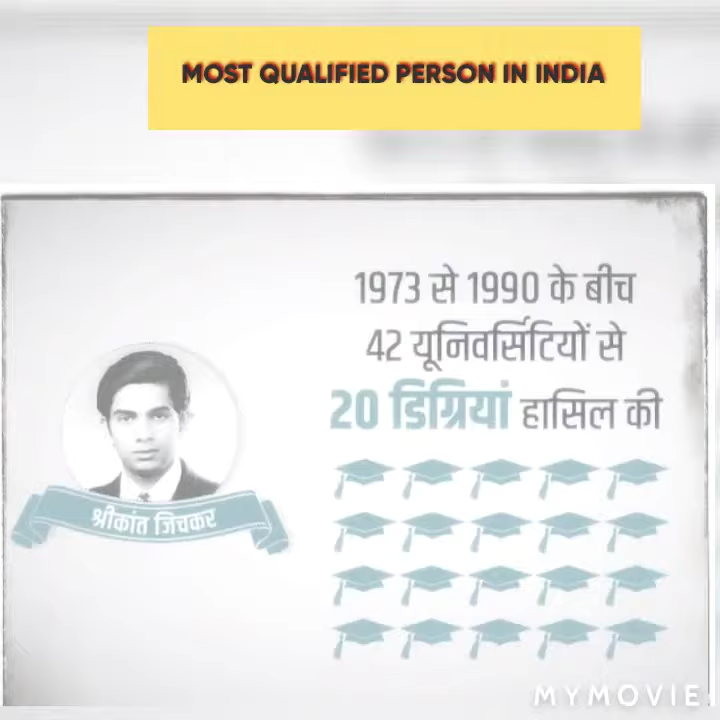 MOST QUALIFIED PERSON IN INDIA
1973 से 1990 के बीच
42 यूनिवर्सिटियों से
20 डिग्रियां हासिल की
श्रीकांत जिचकर
MYMOVIE